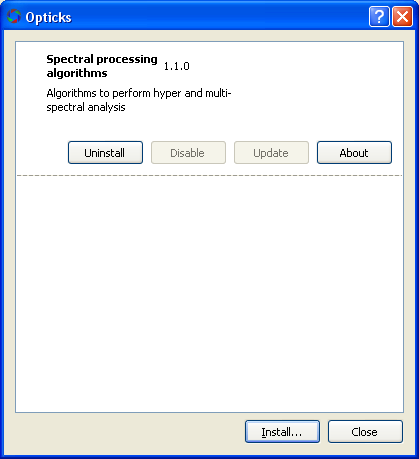 Opticks
Spectral processing
algorithms 1.1.0
Algorithms to perform hyper and multi-
spectral analysis
Uninstall Disable Update About
Install... Close